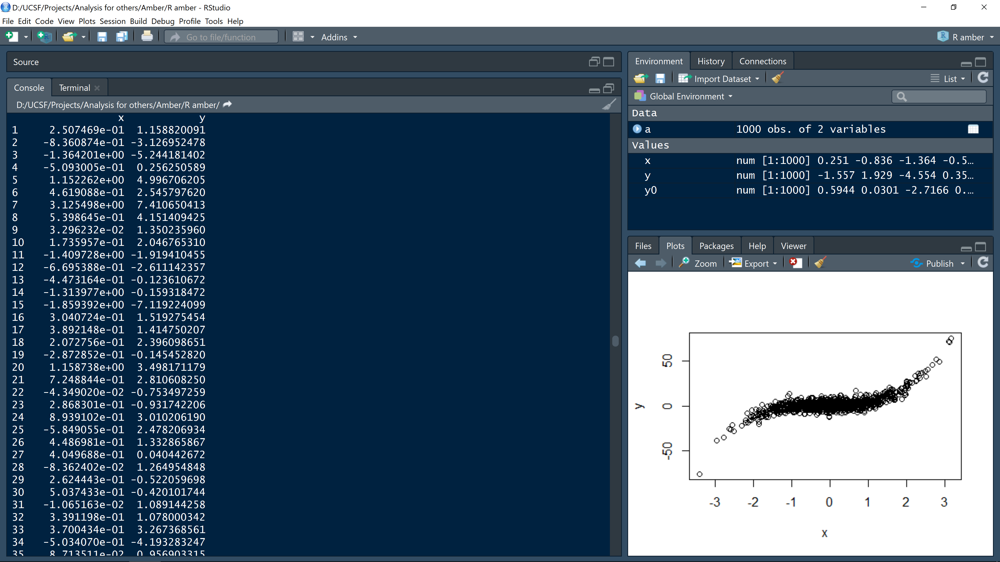 D:/UCSF/Projects/Analysis for others/Amber/R amber - RStudio
File Edit Code View Plots Session Build Debug Profile Tools Help
Go to file/function
Addins
R amber
Source
Console Terminal
D:/UCSF/Projects/Analysis for others/Amber/R amber/
x y
1 2.507469e-01 1.158820091
2 -8.360874e-01 -3.126952478
3 -1.364201e+00 -5.244181402
4 -5.093005e-01 0.256250589
5 1.152262e+00 4.996706205
6 4.619088e-01 2.545797620
7 3.125498e+00 7.410650413
8 5.398645e-01 4.151409425
9 3.296232e-02 1.350235960
10 1.735957e-01 2.046765310
11 -1.409728e+00 -1.919410455
12 -6.695388e-01 -2.611142357
13 -4.473164e-01 -0.123610672
14 -1.313977e+00 -0.159318472
15 -1.859392e+00 -7.119224099
16 3.040724e-01 1.519275454
17 3.892148e-01 1.414750207
18 2.072756e-01 2.396098651
19 -2.872852e-01 -0.145452820
20 1.158738e+00 3.498171179
21 7.248844e-01 2.810608250
22 -4.349020e-02 -0.753497259
23 2.868301e-01 -0.931742206
24 8.939102e-01 3.010206190
25 -5.849055e-01 2.478206934
26 4.486981e-01 1.332865867
27 4.049688e-01 0.040442672
28 -8.362402e-02 1.264954848
29 2.624443e-01 -0.522059698
30 5.037433e-01 -0.420101744
31 -1.065163e-02 1.089144258
32 3.391198e-01 1.078000342
33 3.700434e-01 3.267368561
34 -5.034070e-01 -4.193283247
35 8.713511e-02 0.956903315
Environment History Connections
Import Dataset List
Global Environment
Data
a 1000 obs. of 2 variables
Values
x num [1:1000] 0.251 -0.836 -1.364 -0.5…
y num [1:1000] -1.557 1.929 -4.554 0.35…
y0 num [1:1000] 0.5944 0.0301 -2.7166 0.…
Files Plots Packages Help Viewer
Zoom Export Publish
50
0
-50
y
-3 -2 -1 0 1 2 3
x